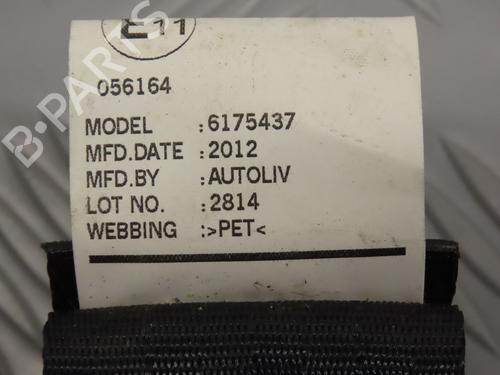 E11
056164
MODEL :6175437
MFD.DATE :2012
MFD.BY :AUTOLIV
LOT NO. :2814
WEBBING :>PET<
B-PARTS